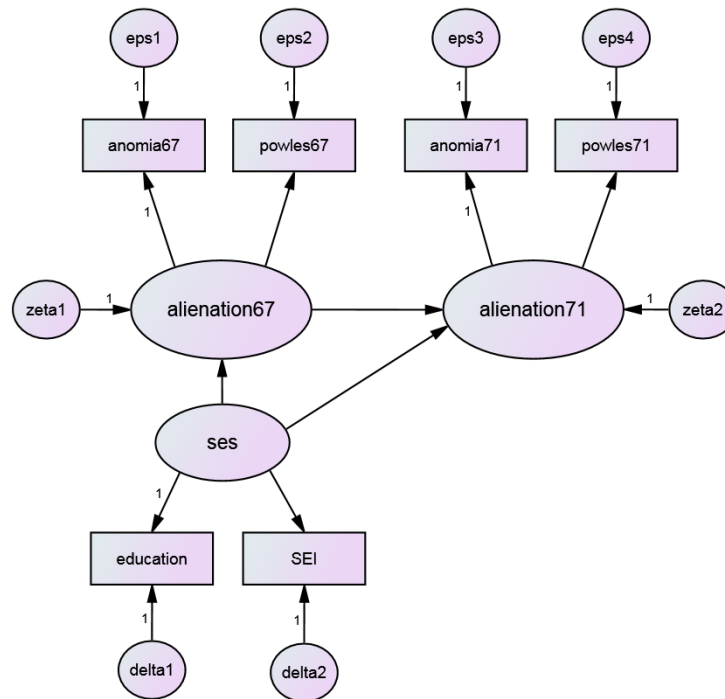 eps1
eps2
eps3
eps4
1
1
1
1
anomia67
powles67
anomia71
powles71
1
1
zeta1
1
alienation67
alienation71
1
zeta2
ses
1
education
SEI
1
1
delta1
delta2